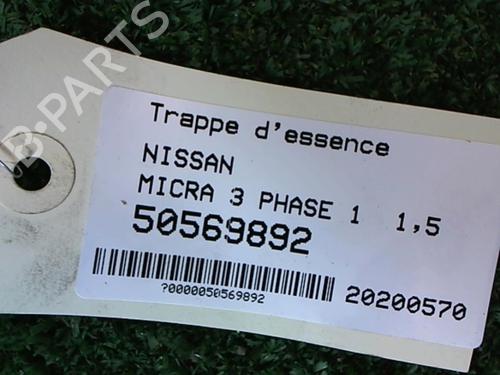 B-PARTS
Trappe d'essence
NISSAN
MICRA 3 PHASE 1 1,5
50569892
?0000050569892
20200570